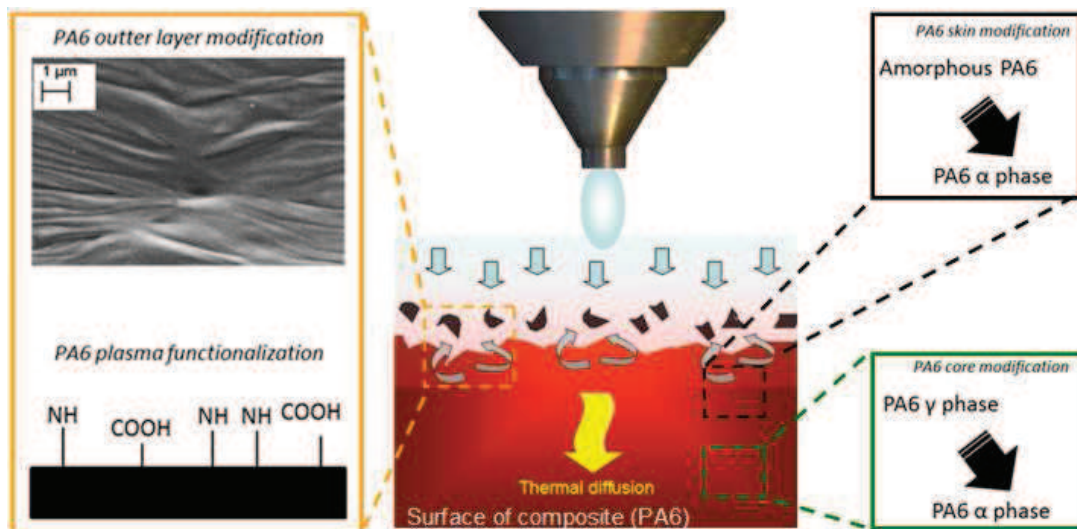 PA6 outter layer modification
1 µm
PA6 plasma functionalization
NH
COOH
NH
NH
COOH
Thermal diffusion
Surface of composite (PA6)
PA6 skin modification
Amorphous PA6
PA6 α phase
PA6 core modification
PA6 γ phase
PA6 α phase